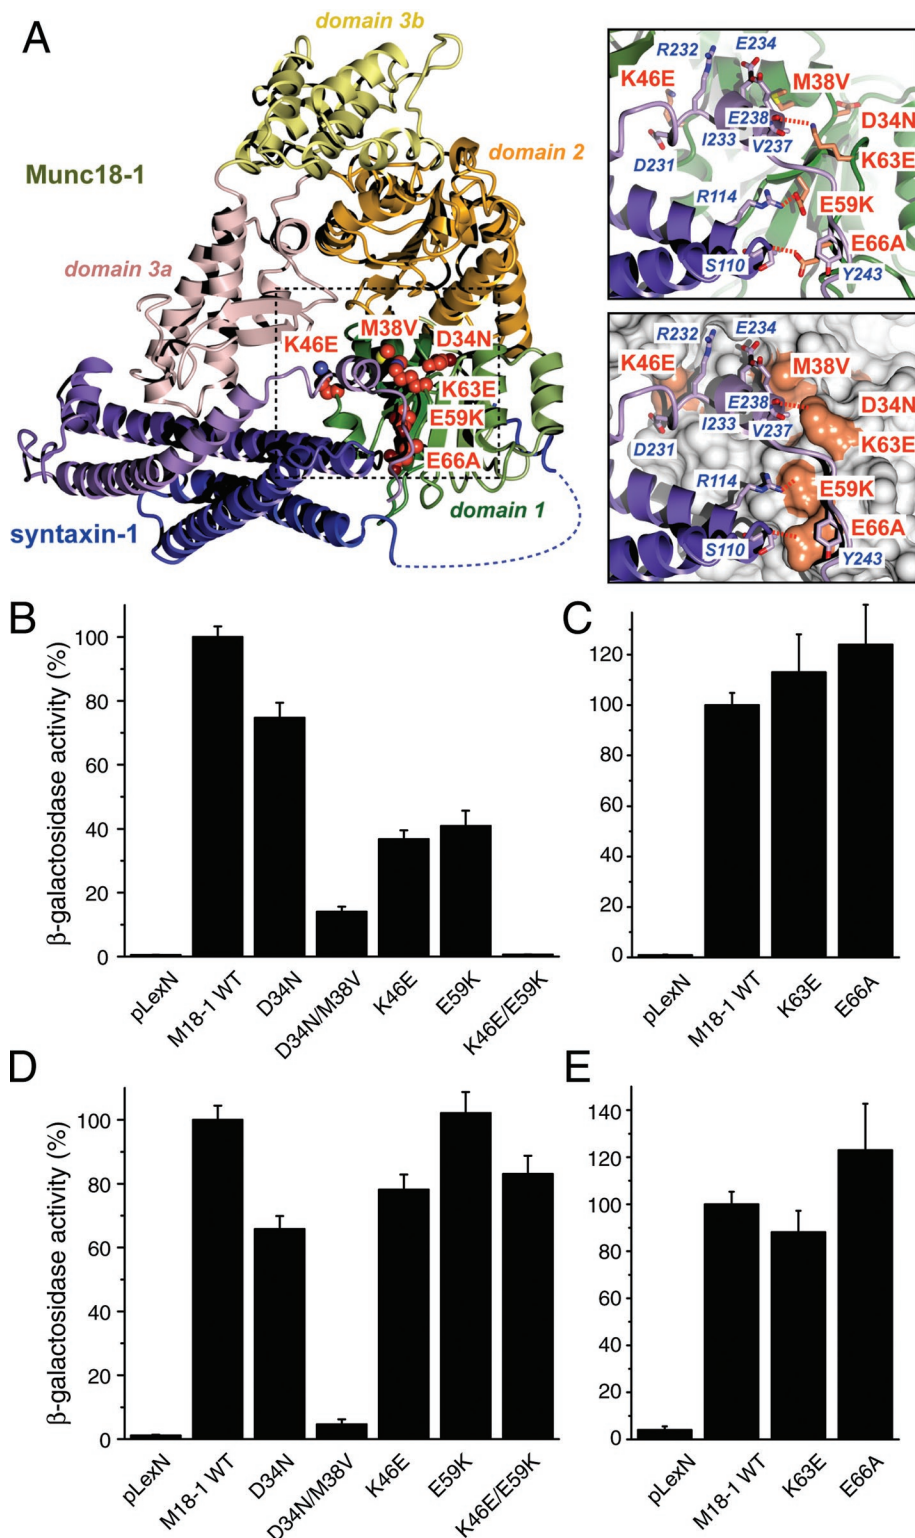 A
domain 3b
Munc18-1
domain 2
domain 3a
K46E
M38V
D34N
K63E
E59K
E66A
syntaxin-1
domain 1
R232
E234
K46E
M38V
E238
D34N
I233
V237
K63E
D231
R114
E59K
E66A
S110
Y243
R232
E234
K46E
M38V
E238
D34N
I233
V237
K63E
D231
R114
E59K
E66A
S110
Y243
B
β-galactosidase activity (%)
100
80
60
40
20
0
pLexN
M18-1 WT
D34N
D34N/M38V
K46E
E59K
K46E/E59K
C
120
100
80
60
40
20
0
pLexN
M18-1 WT
K63E
E66A
D
β-galactosidase activity (%)
100
80
60
40
20
0
pLexN
M18-1 WT
D34N
D34N/M38V
K46E
E59K
K46E/E59K
E
140
120
100
80
60
40
20
0
pLexN
M18-1 WT
K63E
E66A